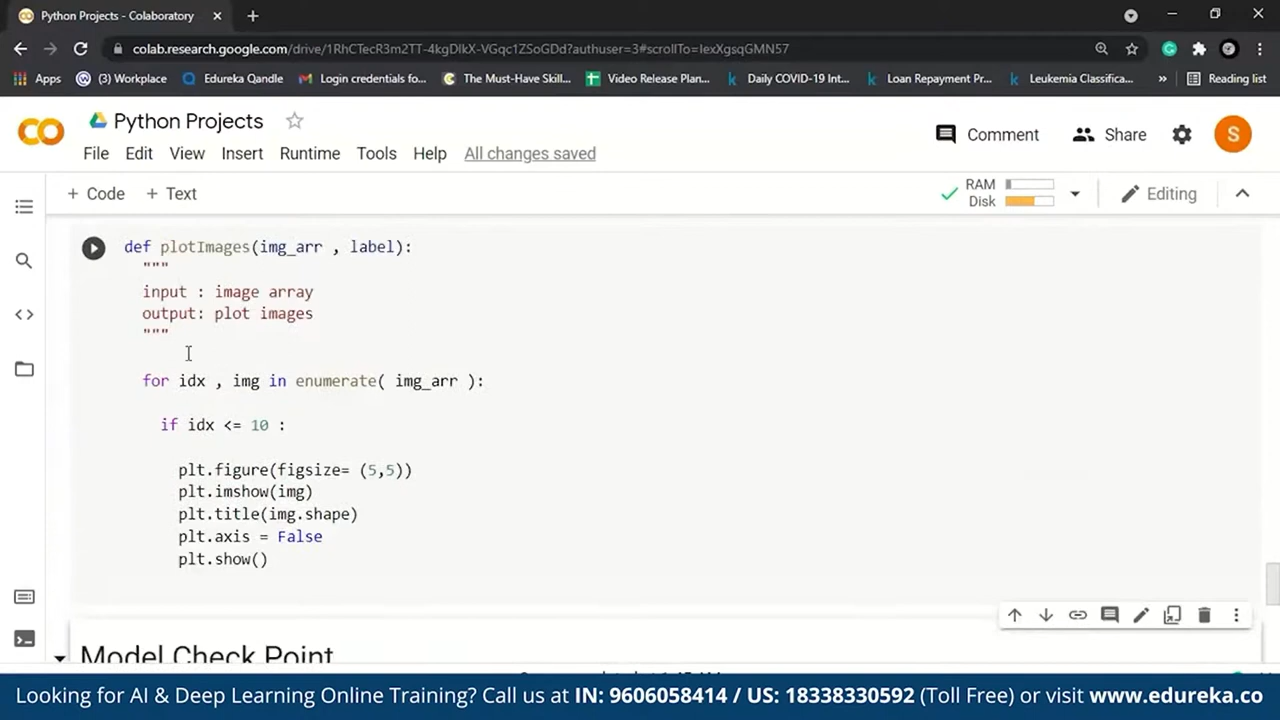 Python Projects - Colaboratory
colab.research.google.com/drive/1RhCTecR3m2TT-4kgDlkX-VGqc1ZSoGDd?authuser=3#scrollTo=IexXgsqGMN57
Apps
(3) Workplace
Edureka Qandle
Login credentials fo...
The Must-Have Skill...
Video Release Plan...
Daily COVID-19 Int...
Loan Repayment Pr...
Leukemia Classifica...
»
Reading list
CO
Python Projects
Comment
Share
S
File Edit View Insert Runtime Tools Help All changes saved
+ Code + Text
RAM
Disk
Editing
def plotImages(img_arr , label):
"""
input : image array
output: plot images
"""
for idx , img in enumerate( img_arr ):
if idx <= 10 :
plt.figure(figsize= (5,5))
plt.imshow(img)
plt.title(img.shape)
plt.axis = False
plt.show()
Model Check Point
Looking for AI & Deep Learning Online Training? Call us at IN: 9606058414 / US: 18338330592 (Toll Free) or visit www.edureka.co